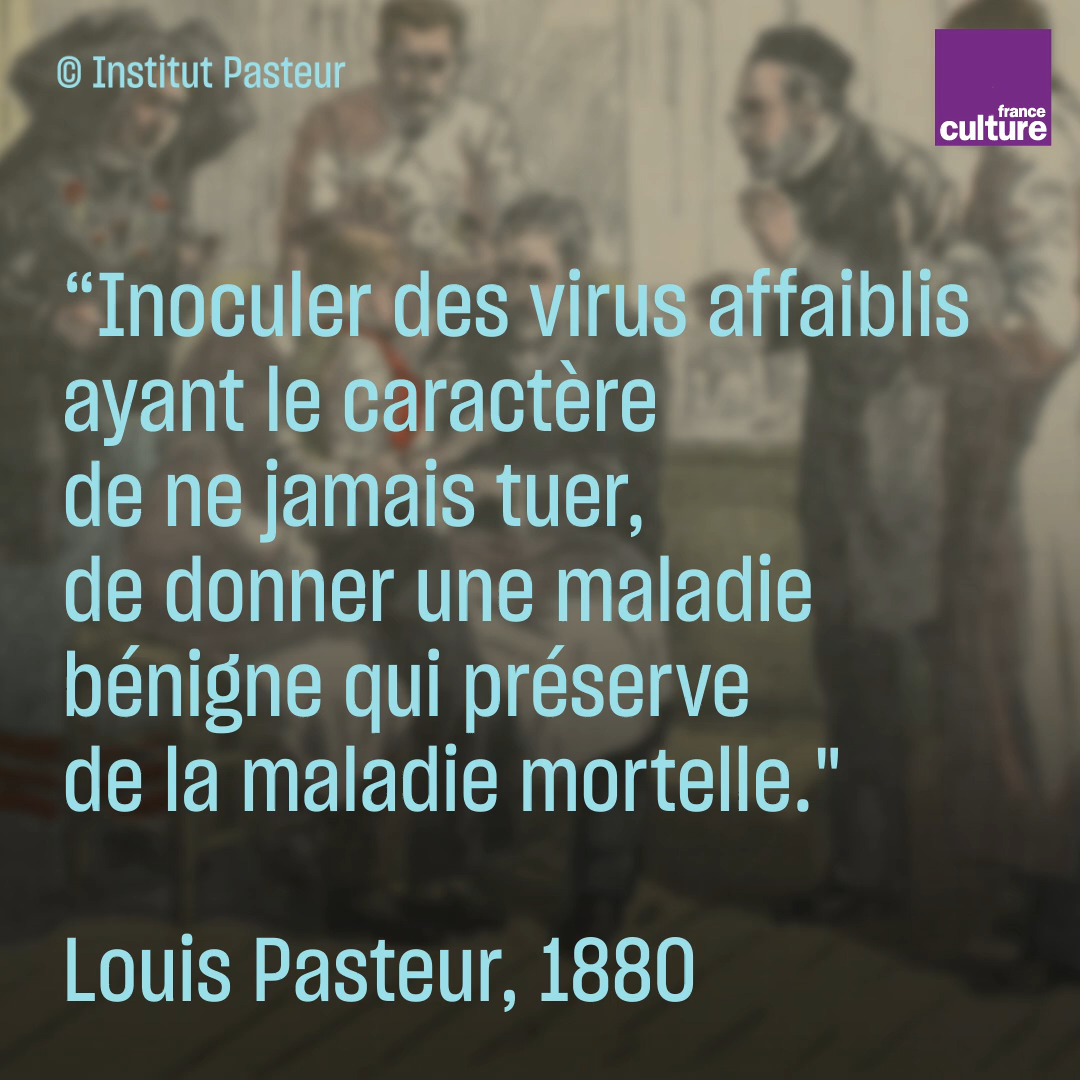 © Institut Pasteur
france
culture
“Inoculer des virus affaiblis
ayant le caractère
de ne jamais tuer,
de donner une maladie
bénigne qui préserve
de la maladie mortelle."
Louis Pasteur, 1880